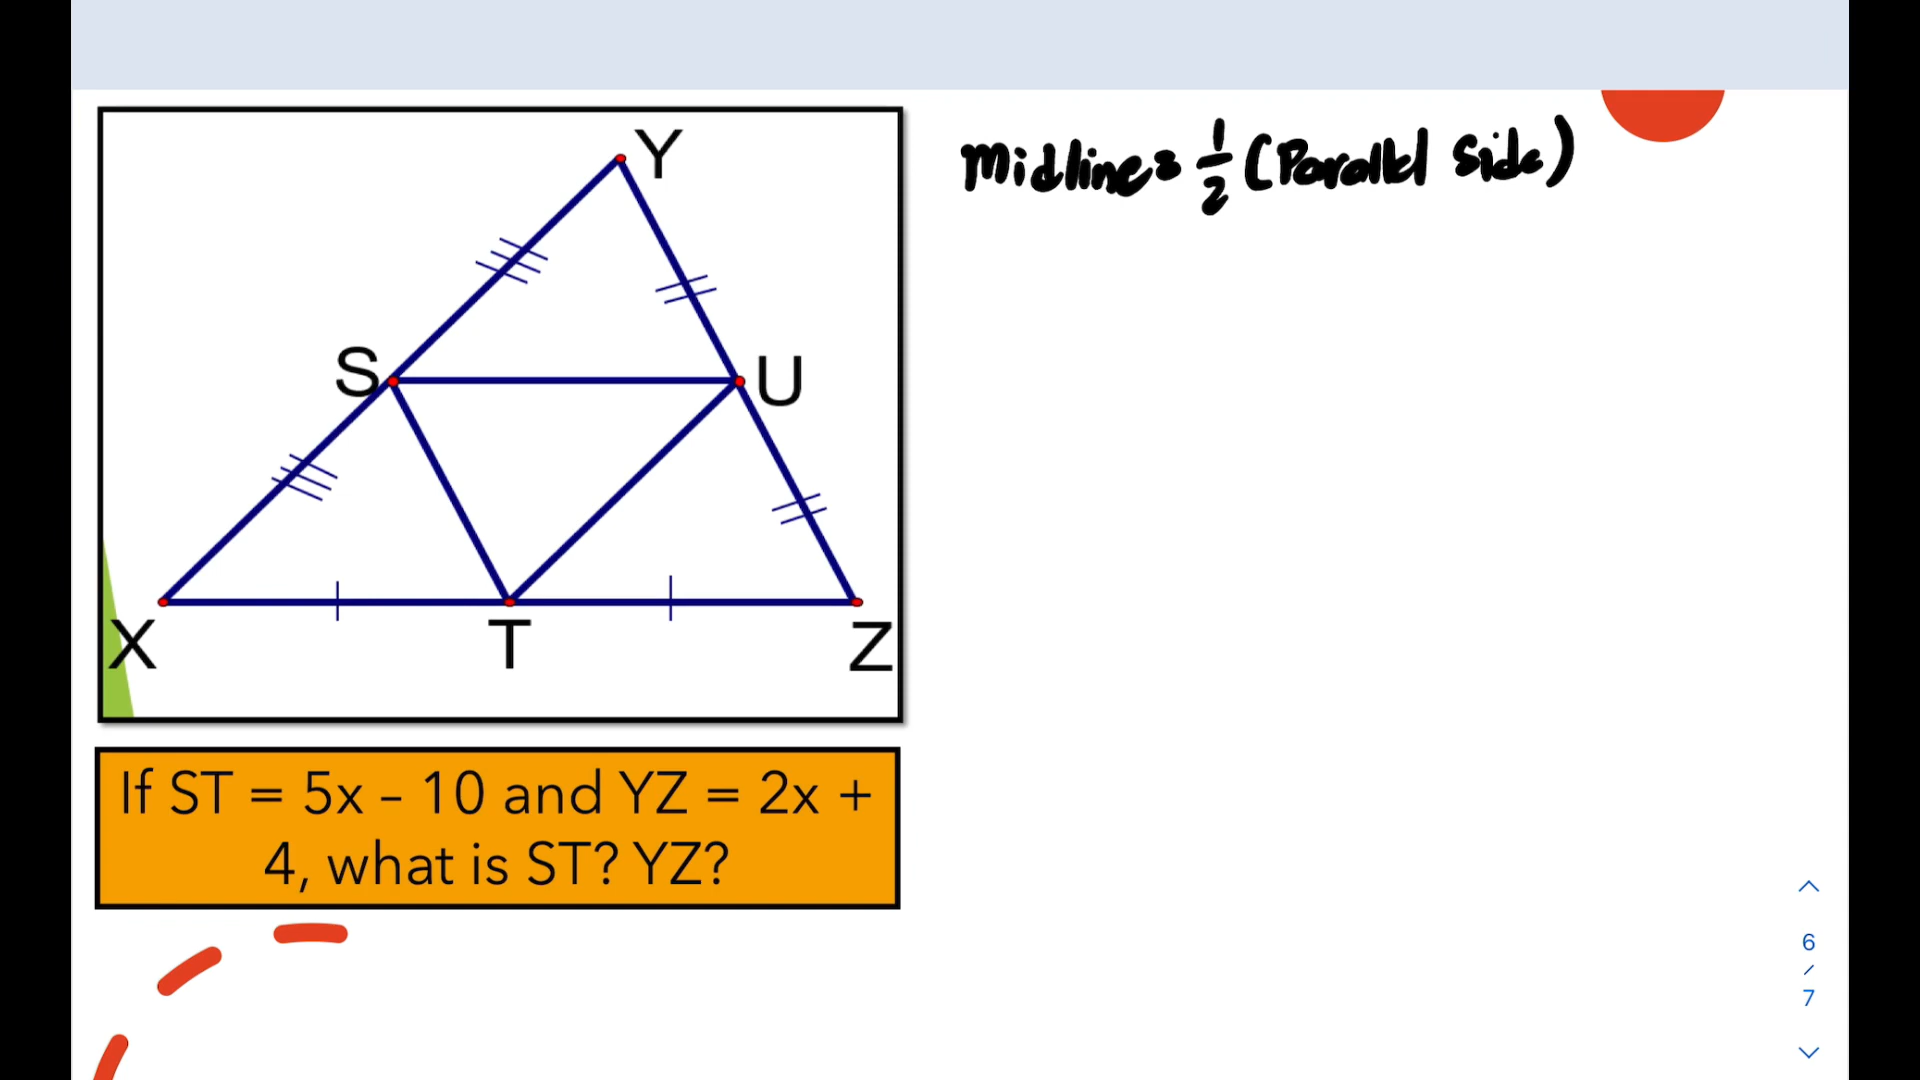 Y
Midline = 1/2 (Parallel Side)
S
U
X
T
Z
If ST = 5x – 10 and YZ = 2x +
4, what is ST? YZ?
6
/
7